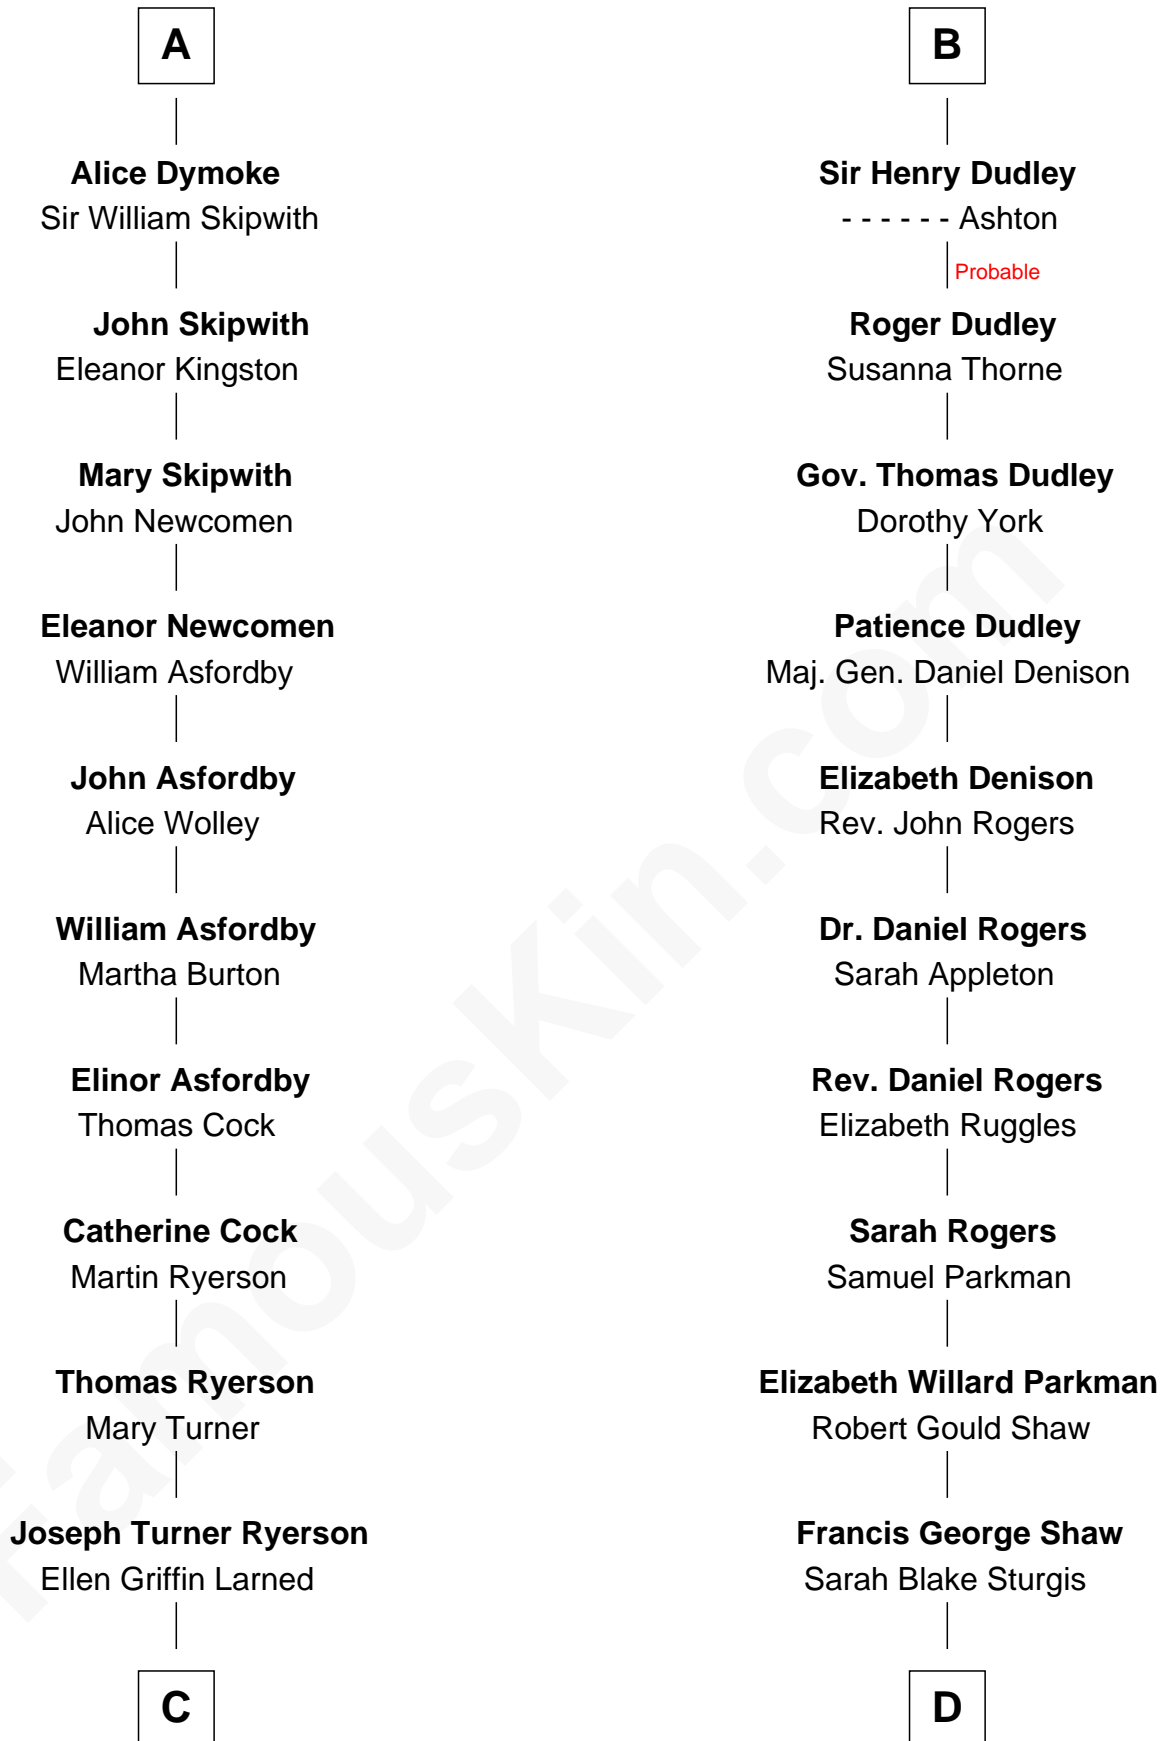 A
Alice Dymoke
Sir William Skipwith
John Skipwith
Eleanor Kingston
Mary Skipwith
John Newcomen
Eleanor Newcomen
William Asfordby
John Asfordby
Alice Wolley
William Asfordby
Martha Burton
Elinor Asfordby
Thomas Cock
Catherine Cock
Martin Ryerson
Thomas Ryerson
Mary Turner
Joseph Turner Ryerson
Ellen Griffin Larned
C
B
Sir Henry Dudley
- - - - - - Ashton
Probable
Roger Dudley
Susanna Thorne
Gov. Thomas Dudley
Dorothy York
Patience Dudley
Maj. Gen. Daniel Denison
Elizabeth Denison
Rev. John Rogers
Dr. Daniel Rogers
Sarah Appleton
Rev. Daniel Rogers
Elizabeth Ruggles
Sarah Rogers
Samuel Parkman
Elizabeth Willard Parkman
Robert Gould Shaw
Francis George Shaw
Sarah Blake Sturgis
D
FamousKin.com